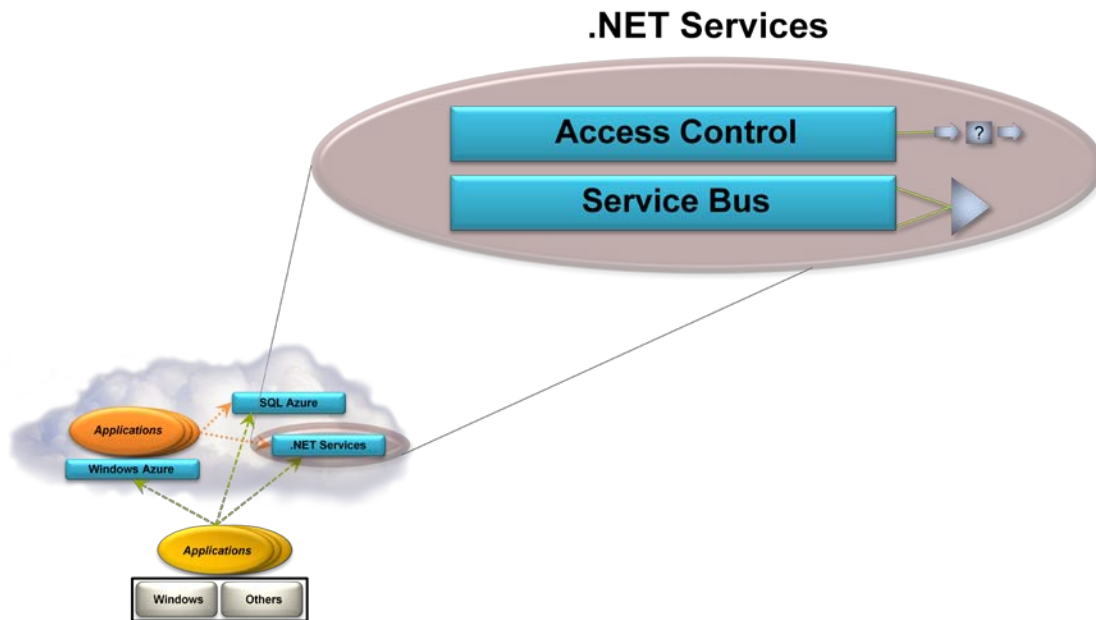 .NET Services
Access Control
?
Service Bus
SQL Azure
Applications
.NET Services
Windows Azure
Applications
Windows
Others